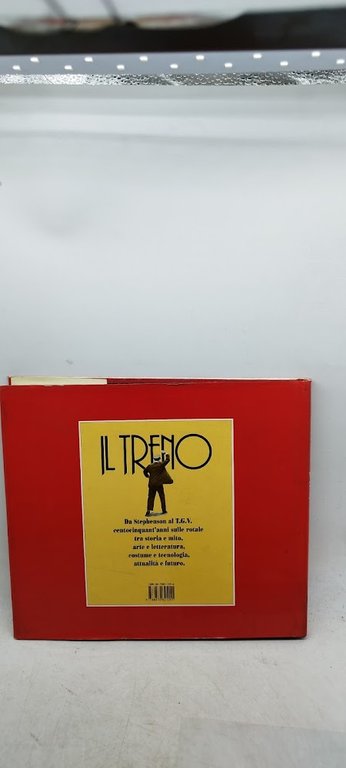 IL TRENO
Da Stephenson al T.G.V.
centocinquant'anni sulle rotaie
tra storia e mito,
arte e letteratura,
costume e tecnologia,
attualità e futuro.